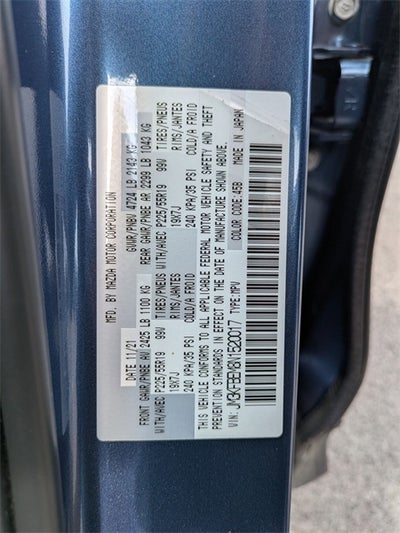 MFD. BY MAZDA MOTOR CORPORATION
DATE 11/21 GVWR/PNBV 4724 LB 2143 KG
FRONT GAWR/PNBE AV 2425 LB 1100 KG REAR GAWR/PNBE AR 2299 LB 1043 KG
WITH/AVEC P225/55R19 99V TIRES/PNEUS WITH/AVEC P225/55R19 99V TIRES/PNEUS
19X7J RIMS/JANTES 19X7J RIMS/JANTES
240 KPA/35 PSI COLD/A FROID 240 KPA/35 PSI COLD/A FROID
THIS VEHICLE CONFORMS TO ALL APPLICABLE FEDERAL MOTOR VEHICLE SAFETY AND THEFT
PREVENTION STANDARDS IN EFFECT ON THE DATE OF MANUFACTURE SHOWN ABOVE.
VIN: JM3KFBEM8N1520017 TYPE:MPV COLOR CODE:45B MADE IN JAPAN